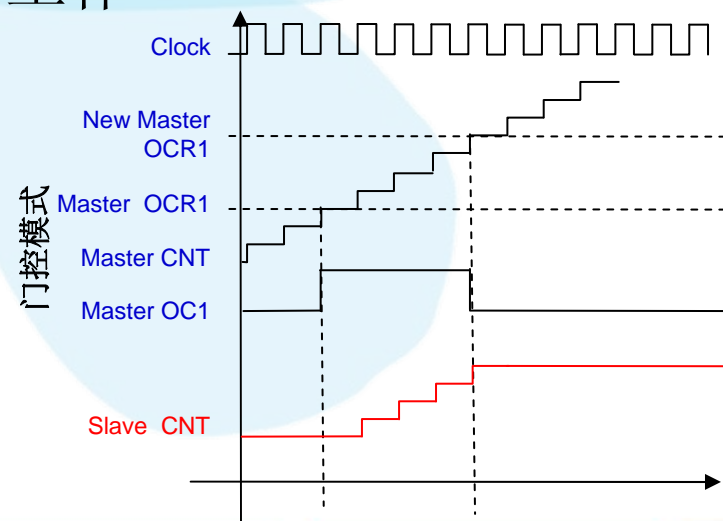 Clock
New Master
OCR1
Master OCR1
门控模式
Master CNT
Master OC1
Slave CNT